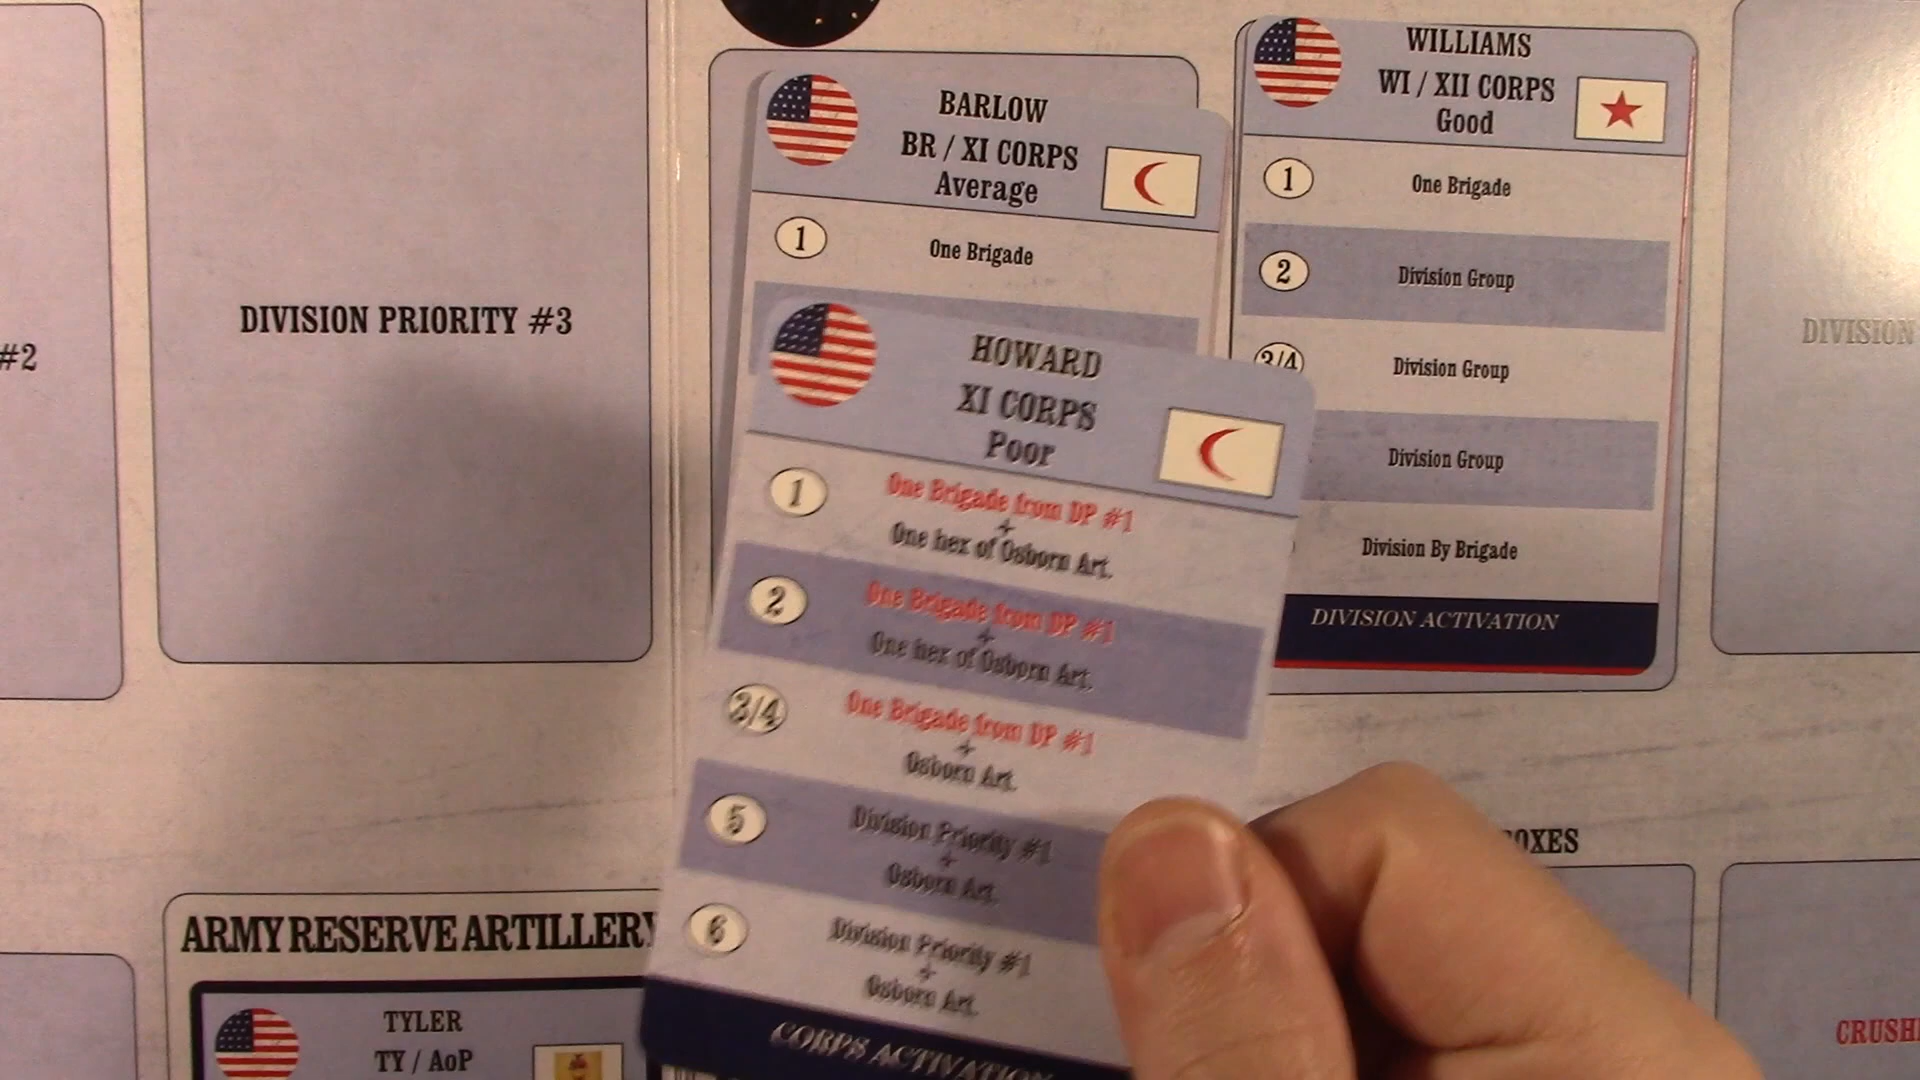 #2
DIVISION PRIORITY #3
BARLOW
BR / XI CORPS
Average
1
One Brigade
WILLIAMS
WI / XII CORPS
Good
1
One Brigade
2
Division Group
3/4
Division Group
Division Group
Division By Brigade
DIVISION ACTIVATION
DIVISION
HOWARD
XI CORPS
Poor
1
One Brigade from DP #1
+
One hex of Osborn Art.
2
One Brigade from DP #1
+
One hex of Osborn Art.
3/4
One Brigade from DP #1
+
Osborn Art.
5
Division Priority #1
+
Osborn Art.
6
Division Priority #1
+
Osborn Art.
CORPS ACTIVATION
ARMY RESERVE ARTILLERY
TYLER
TY / AoP
OXES
CRUSH